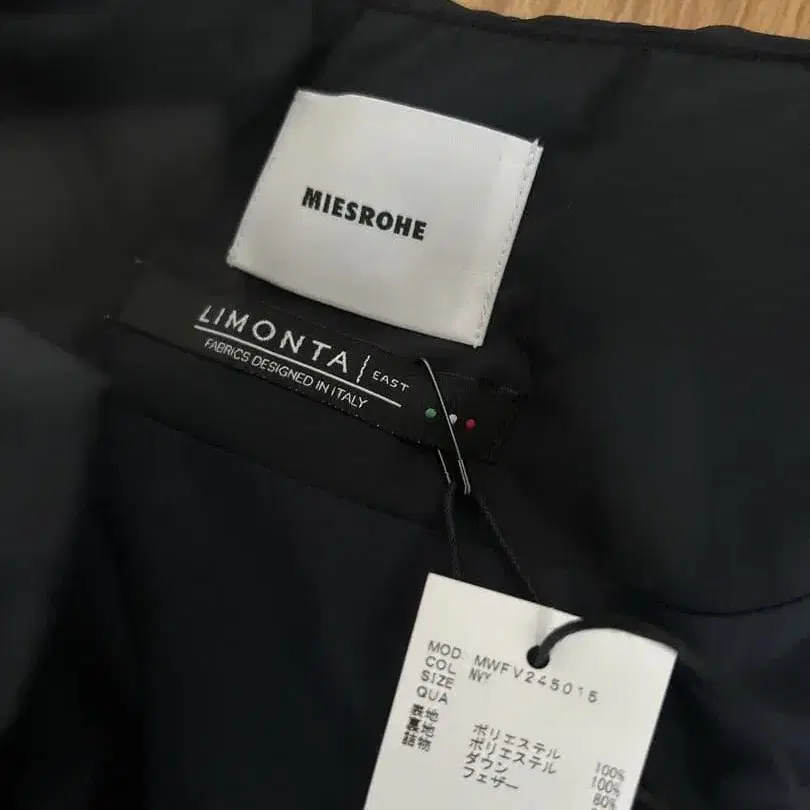 MIESROHE
LIMONTA EAST
FABRICS DESIGNED IN ITALY
MOD: MWFV245015
COL NVY
SIZE
QUA
表地 ポリエステル 100%
裏地 ポリエステル 100%
詰物 ダウン 80%
フェザー